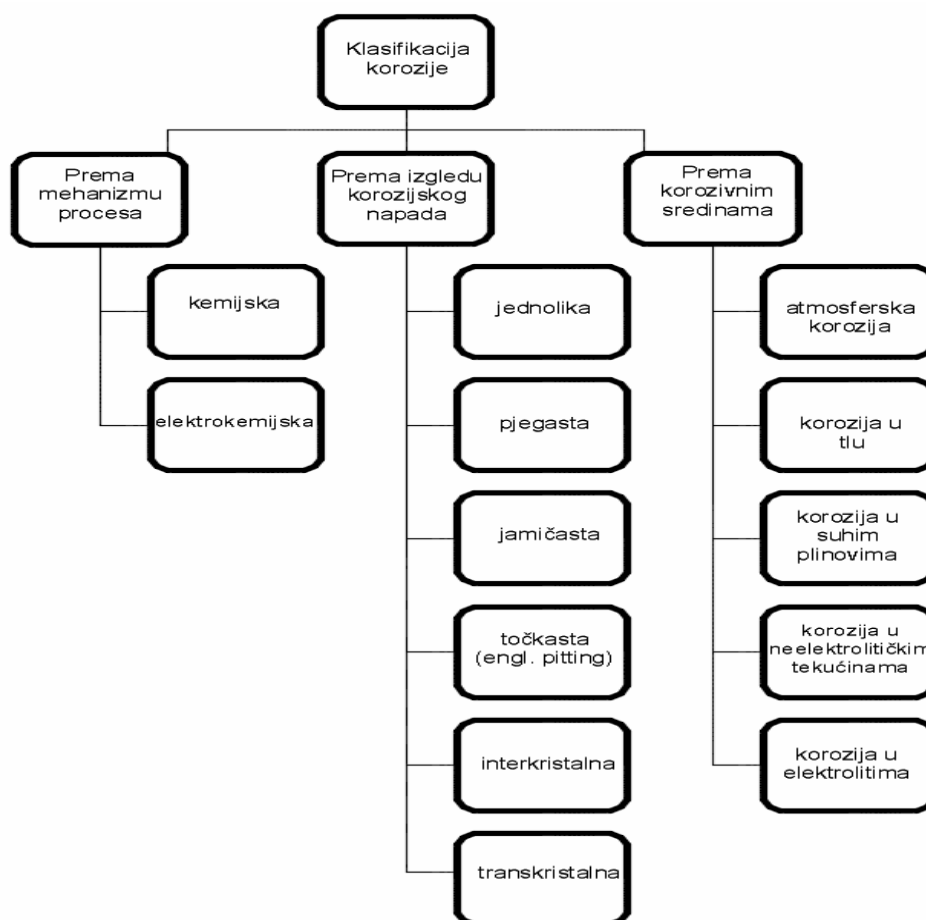 Klasifikacija
korozije
Prema
mehanizmu
procesa
Prema izgledu
korozijskog
napada
Prema
korozivnim
sredinama
kemijska
elektrokemijska
jednolika
pjegasta
jamičasta
točkasta
(engl. pitting)
interkristalna
transkristalna
atmosferska
korozija
korozija u
tlu
korozija u
suhim
plinovima
korozija u
neelektrolitičkim
tekućinama
korozija u
elektrolitima